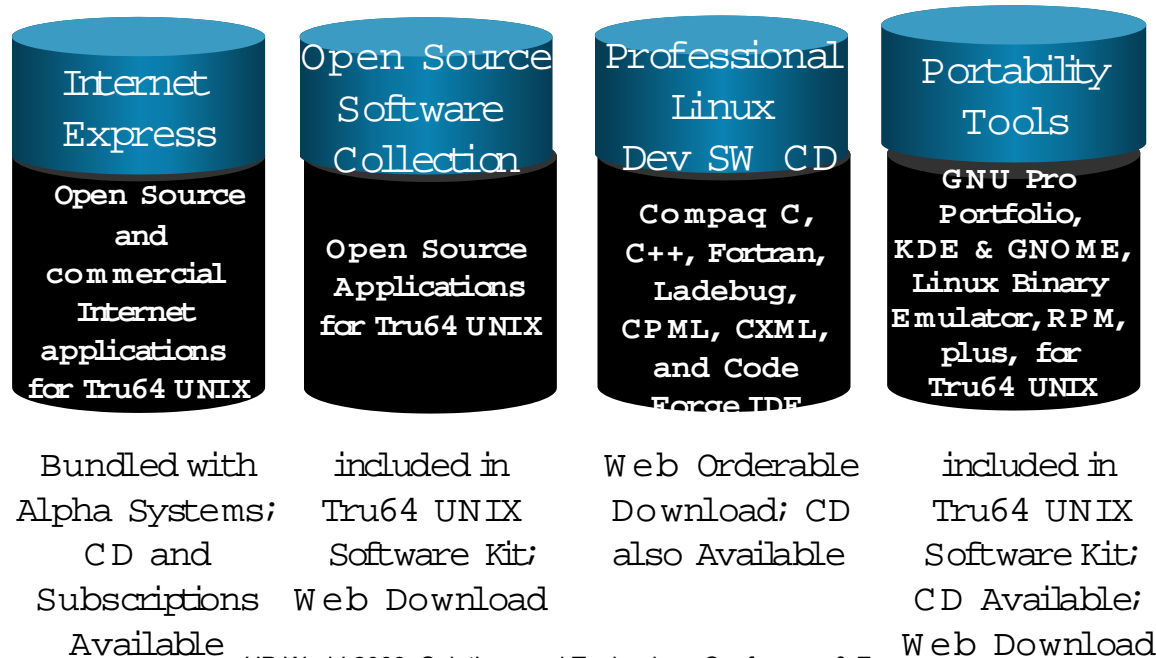 Internet
Express
Open Source
and
commercial
Internet
applications
for Tru64 UNIX
Bundled with
Alpha Systems;
CD and
Subscriptions
Available
Open Source
Software
Collection
Open Source
Applications
for Tru64 UNIX
included in
Tru64 UNIX
Software Kit;
Web Download
Professional
Linux
Dev SW CD
Compaq C,
C++, Fortran,
Ladebug,
CPML, CXML,
and Code
Forge IDE
Web Orderable
Download; CD
also Available
Portability
Tools
GNU Pro
Portfolio,
KDE & GNOME,
Linux Binary
Emulator, RPM,
plus, for
Tru64 UNIX
included in
Tru64 UNIX
Software Kit;
CD Available;
Web Download